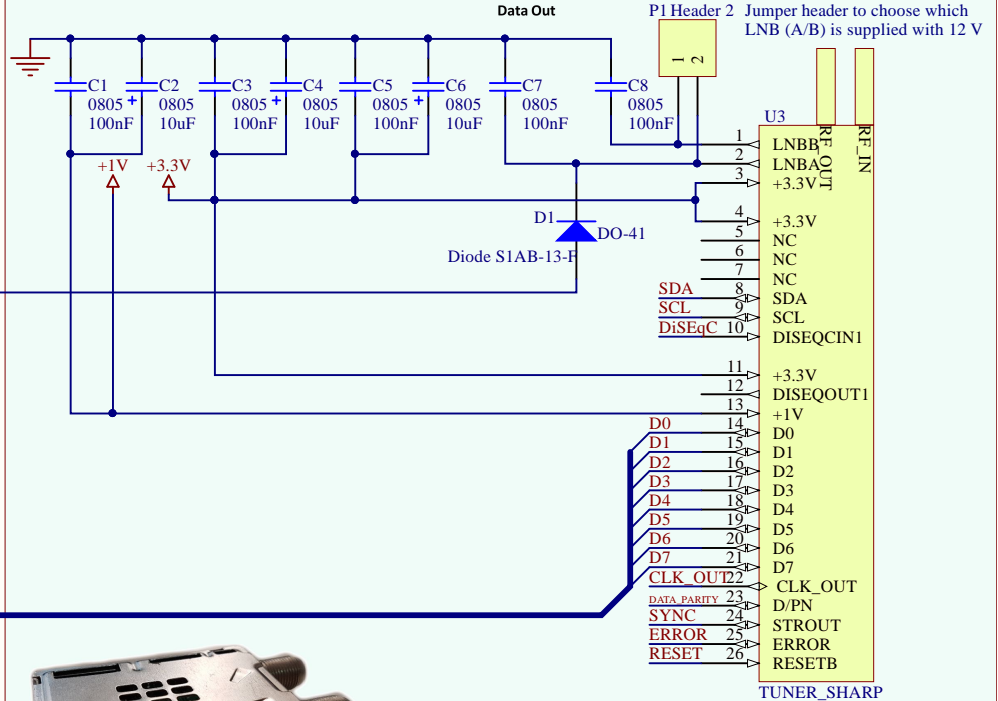 Data Out
P1 Header 2
Jumper header to choose which
LNB (A/B) is supplied with 12 V
1
2
C1
0805
100nF
C2
0805
+
10uF
C3
0805
100nF
C4
0805
+
10uF
C5
0805
100nF
C6
0805
+
10uF
C7
0805
100nF
C8
0805
100nF
+1V
+3.3V
D1
DO-41
Diode S1AB-13-F
U3
RF_OUT
RF_IN
1 LNBB
2 LNBA
3 +3.3V
4 +3.3V
5 NC
6 NC
7 NC
SDA 8 SDA
SCL 9 SCL
DiSEqC 10 DISEQCIN1
11 +3.3V
12 DISEQOUT1
13 +1V
D0 14 D0
D1 15 D1
D2 16 D2
D3 17 D3
D4 18 D4
D5 19 D5
D6 20 D6
D7 21 D7
CLK_OUT 22 CLK_OUT
DATA_PARITY 23 D/PN
SYNC 24 STROUT
ERROR 25 ERROR
RESET 26 RESETB
TUNER_SHARP